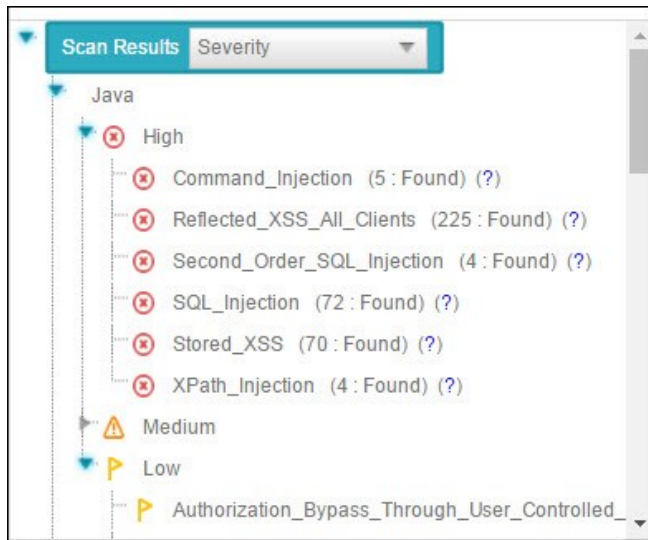 Scan Results Severity
Java
High
Command_Injection (5 : Found) (?)
Reflected_XSS_All_Clients (225 : Found) (?)
Second_Order_SQL_Injection (4 : Found) (?)
SQL_Injection (72 : Found) (?)
Stored_XSS (70 : Found) (?)
XPath_Injection (4 : Found) (?)
Medium
Low
Authorization_Bypass_Through_User_Controlled_